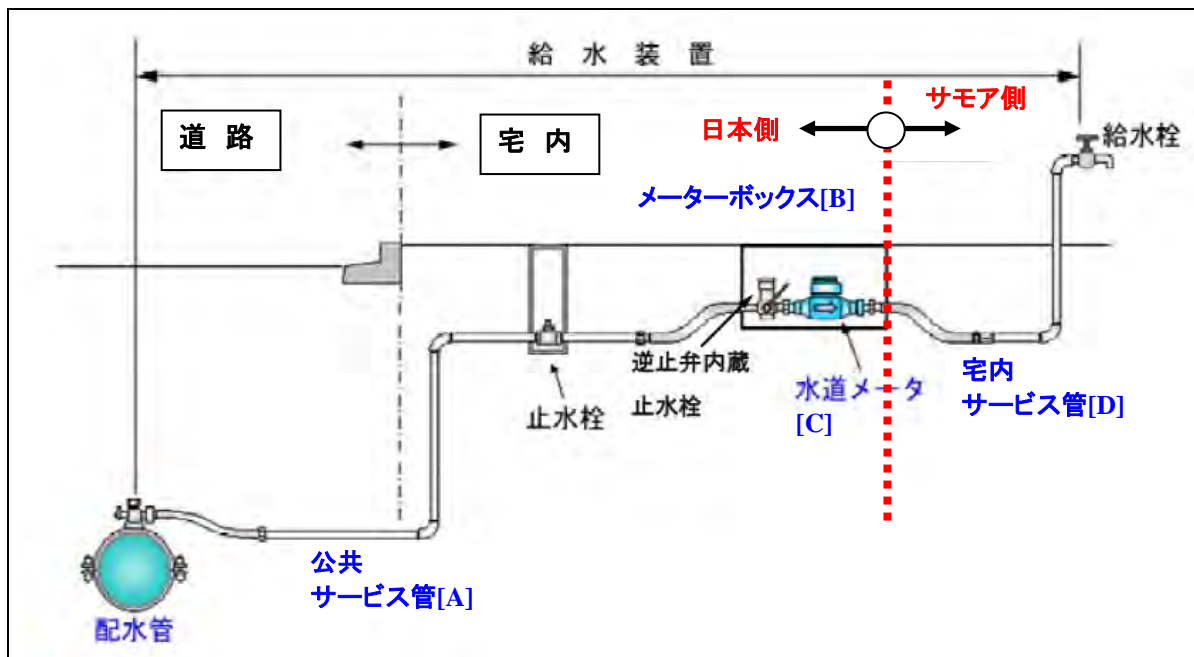 給 水 装 置
道 路
宅 内
日本側
サモア側
給水栓
メーターボックス[B]
逆止弁内蔵
止水栓
止水栓
水道メータ
[C]
宅内
サービス管[D]
公共
サービス管[A]
配水管